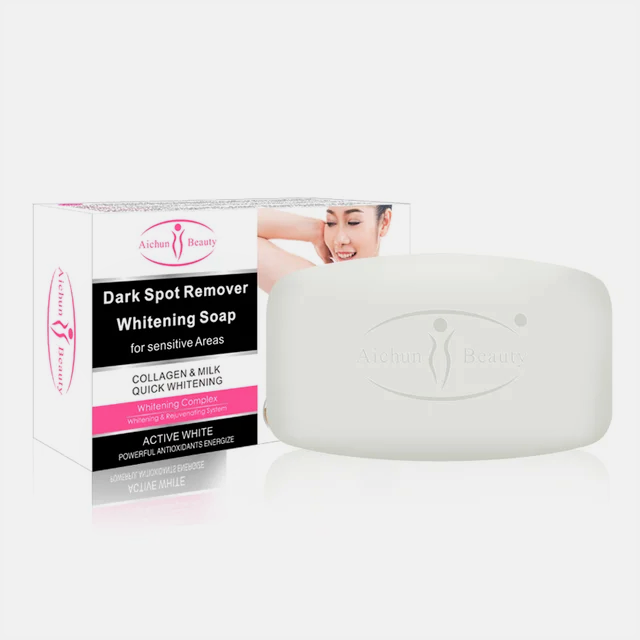 Aichun Beauty
Dark Spot Remover
Whitening Soap
for sensitive Areas
COLLAGEN & MILK
QUICK WHITENING
Whitening Complex
Whitening & Rejuvenating System
ACTIVE WHITE
POWERFUL ANTIOXIDANTS ENERGIZE
Aichun Beauty
Aichun Beauty